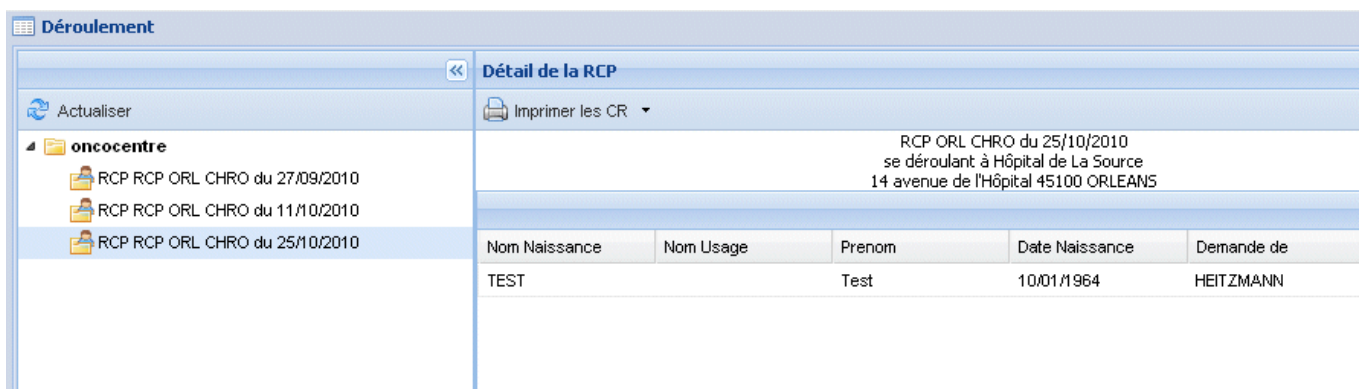 Déroulement
Détail de la RCP
Actualiser
Imprimer les CR
oncocentre
RCP RCP ORL CHRO du 27/09/2010
RCP RCP ORL CHRO du 11/10/2010
RCP RCP ORL CHRO du 25/10/2010
RCP ORL CHRO du 25/10/2010
se déroulant à Hôpital de La Source
14 avenue de l'Hôpital 45100 ORLEANS
Nom Naissance Nom Usage Prenom Date Naissance Demande de
TEST Test 10/01/1964 HEITZMANN